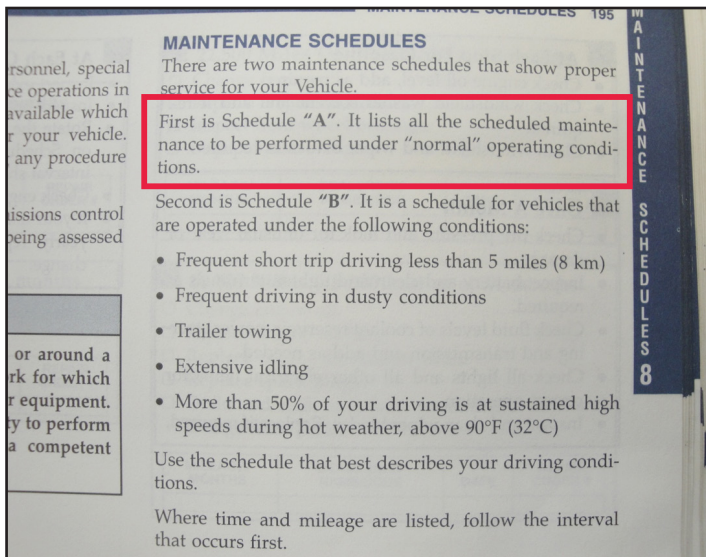 MAINTENANCE SCHEDULES 195
MAINTENANCE SCHEDULES
There are two maintenance schedules that show proper
service for your Vehicle.
First is Schedule "A". It lists all the scheduled mainte-
nance to be performed under "normal" operating condi-
tions.
Second is Schedule "B". It is a schedule for vehicles that
are operated under the following conditions:
• Frequent short trip driving less than 5 miles (8 km)
• Frequent driving in dusty conditions
• Trailer towing
• Extensive idling
• More than 50% of your driving is at sustained high
speeds during hot weather, above 90°F (32°C)
Use the schedule that best describes your driving condi-
tions.
Where time and mileage are listed, follow the interval
that occurs first.
special
operations in
available which
your vehicle.
any procedure
control
being assessed
or around a
for which
equipment.
to perform
a competent
MAINTENANCE SCHEDULES 8